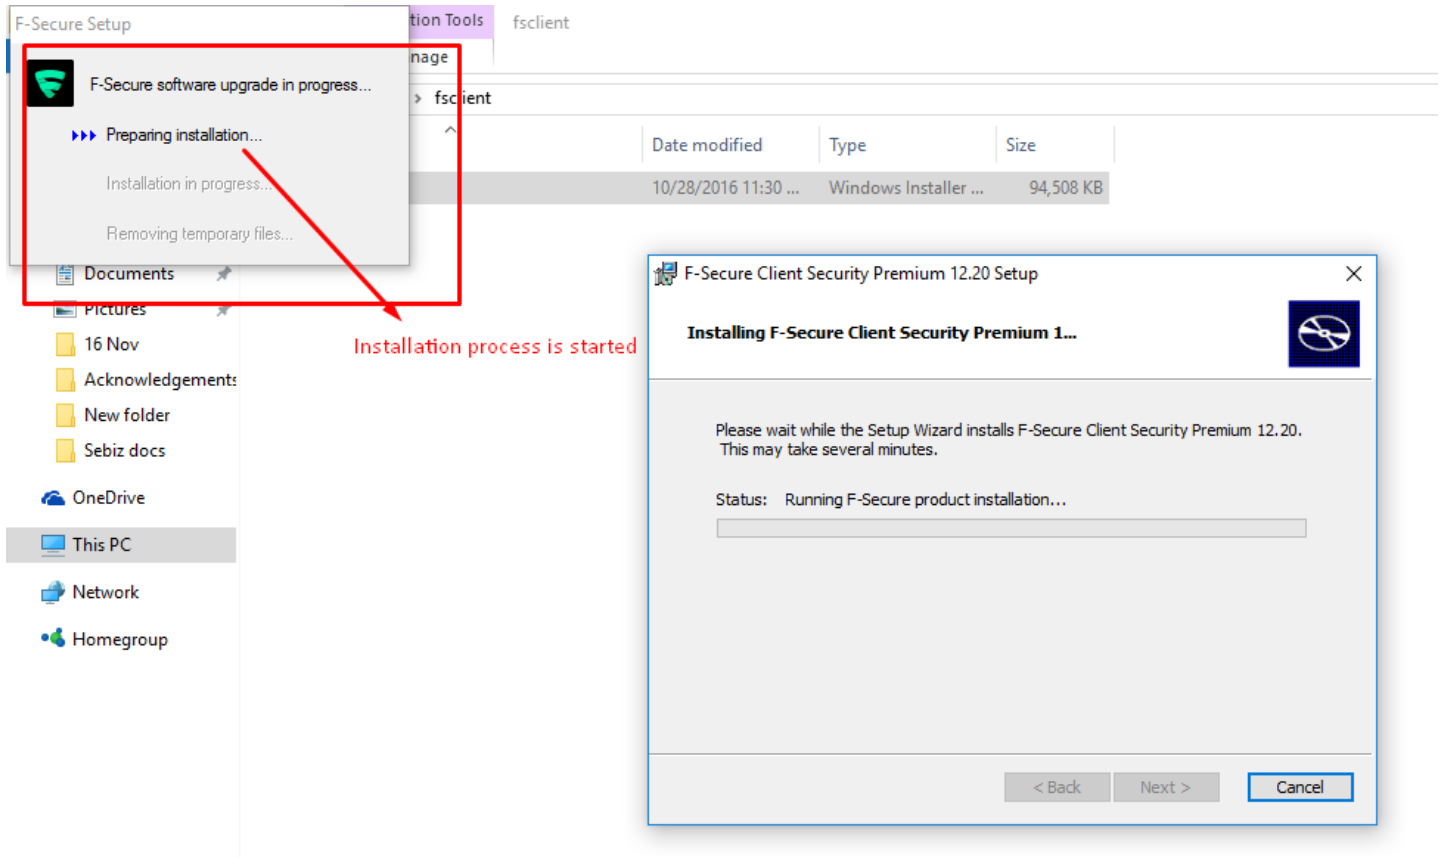 F-Secure Setup
tion Tools
fsclient
F-Secure software upgrade in progress...
nage
› fsclient
Preparing installation...
Date modified
Type
Size
Installation in progress...
10/28/2016 11:30 ...
Windows Installer ...
94,508 KB
Removing temporary files...
Documents
Pictures
16 Nov
Acknowledgements
New folder
Sebiz docs
OneDrive
This PC
Network
Homegroup
Installation process is started
F-Secure Client Security Premium 12.20 Setup
Installing F-Secure Client Security Premium 1...
Please wait while the Setup Wizard installs F-Secure Client Security Premium 12.20.
This may take several minutes.
Status: Running F-Secure product installation...
< Back
Next >
Cancel